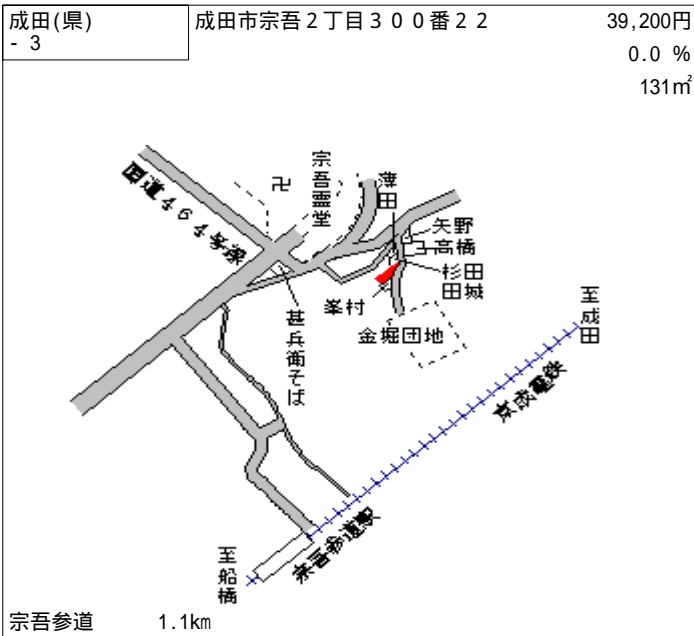 成田(県)
- 3
成田市宗吾２丁目３００番２２
39,200円
0.0 %
131㎡
国道４６４号線
卍
宗吾霊堂
薄田
矢野
高橋
杉田
田城
峯村
金堀団地
甚兵衛そば
至成田
京成電鉄
宗吾参道駅
至船橋
宗吾参道 1.1km